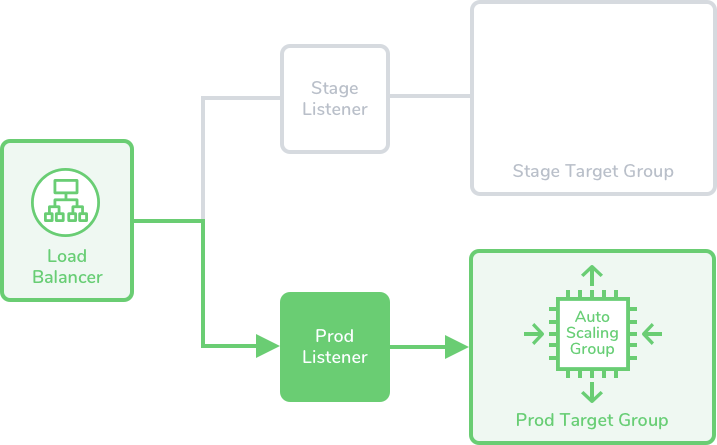 Stage
Listener
Stage Target Group
Load
Balancer
Prod
Listener
Auto
Scaling
Group
Prod Target Group